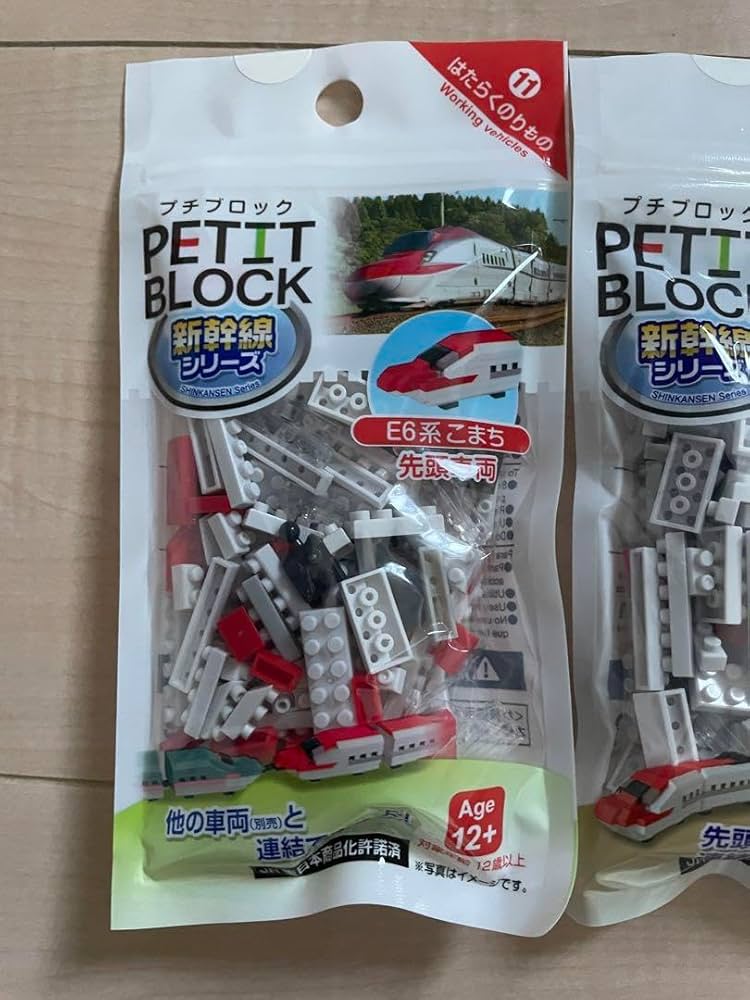 11
はたらくのりもの
Working vehicles
プチブロック
PETIT
BLOCK
新幹線
シリーズ
SHINKANSEN Series
E6系 こまち
先頭車両
他の車両(別売)と
連結
Age
12+
12歳以上
日本商品化許諾済
※写真はイメージです。
プチブロック
PETIT
BLOC
新幹線
シリーズ
SHINKANSEN Series
先頭